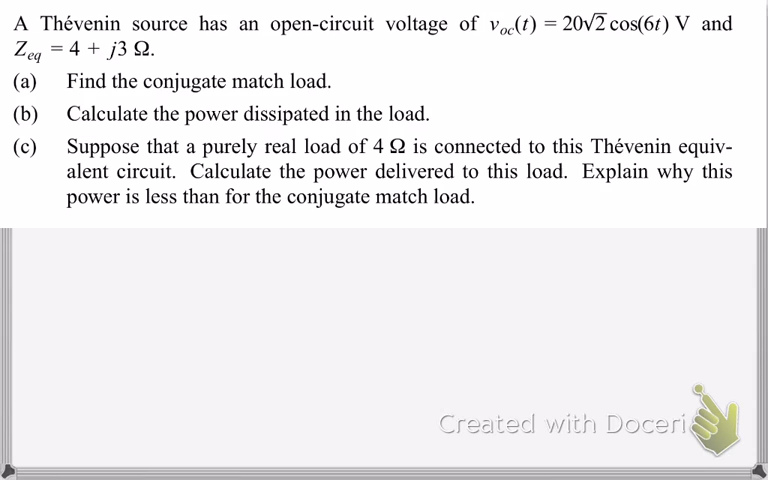 A Thévenin source has an open-circuit voltage of v_oc(t) = 20√2 cos(6t) V and
Z_eq = 4 + j3 Ω.
(a) Find the conjugate match load.
(b) Calculate the power dissipated in the load.
(c) Suppose that a purely real load of 4 Ω is connected to this Thévenin equiv-
alent circuit. Calculate the power delivered to this load. Explain why this
power is less than for the conjugate match load.
Created with Doceri